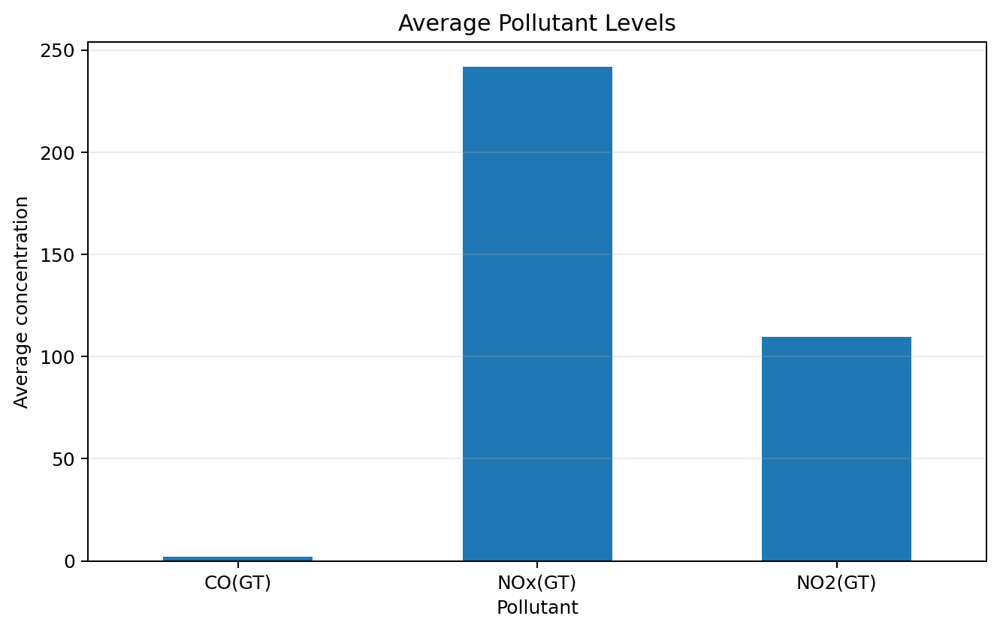 Average Pollutant Levels
250
200
150
100
50
0
Average concentration
CO(GT)
NOx(GT)
NO2(GT)
Pollutant